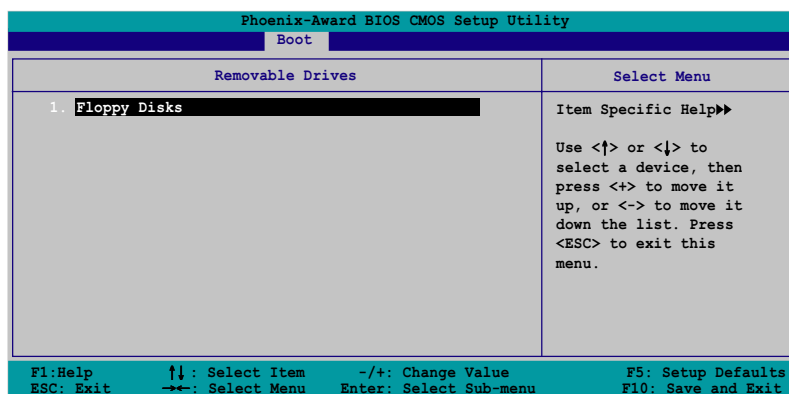 Phoenix-Award BIOS CMOS Setup Utility
Boot
Removable Drives
Select Menu
1. Floppy Disks
Item Specific Help▶▶
Use <↑> or <↓> to
select a device, then
press <+> to move it
up, or <-> to move it
down the list. Press
<ESC> to exit this
menu.
F1:Help ↑↓ : Select Item -/+: Change Value F5: Setup Defaults
ESC: Exit →←: Select Menu Enter: Select Sub-menu F10: Save and Exit